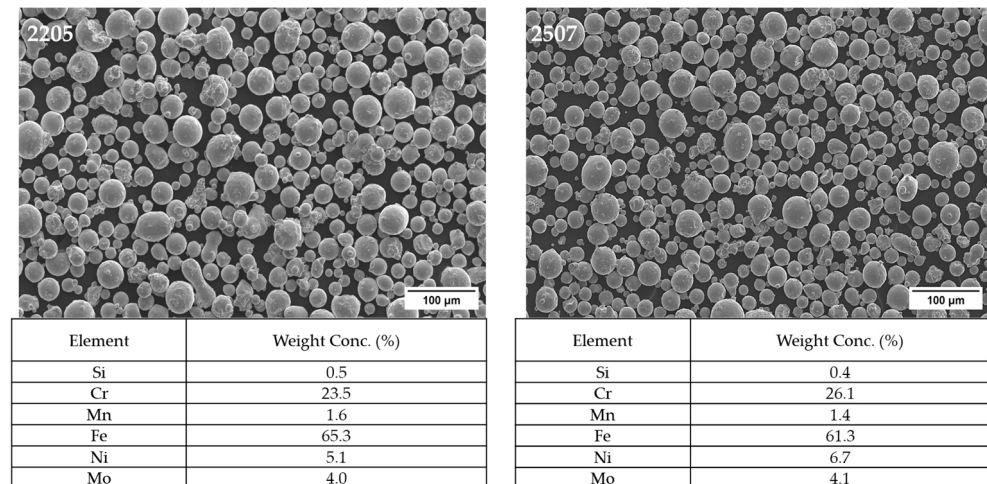 2205
100 µm
Element Weight Conc. (%)
Si 0.5
Cr 23.5
Mn 1.6
Fe 65.3
Ni 5.1
Mo 4.0
2507
100 µm
Element Weight Conc. (%)
Si 0.4
Cr 26.1
Mn 1.4
Fe 61.3
Ni 6.7
Mo 4.1